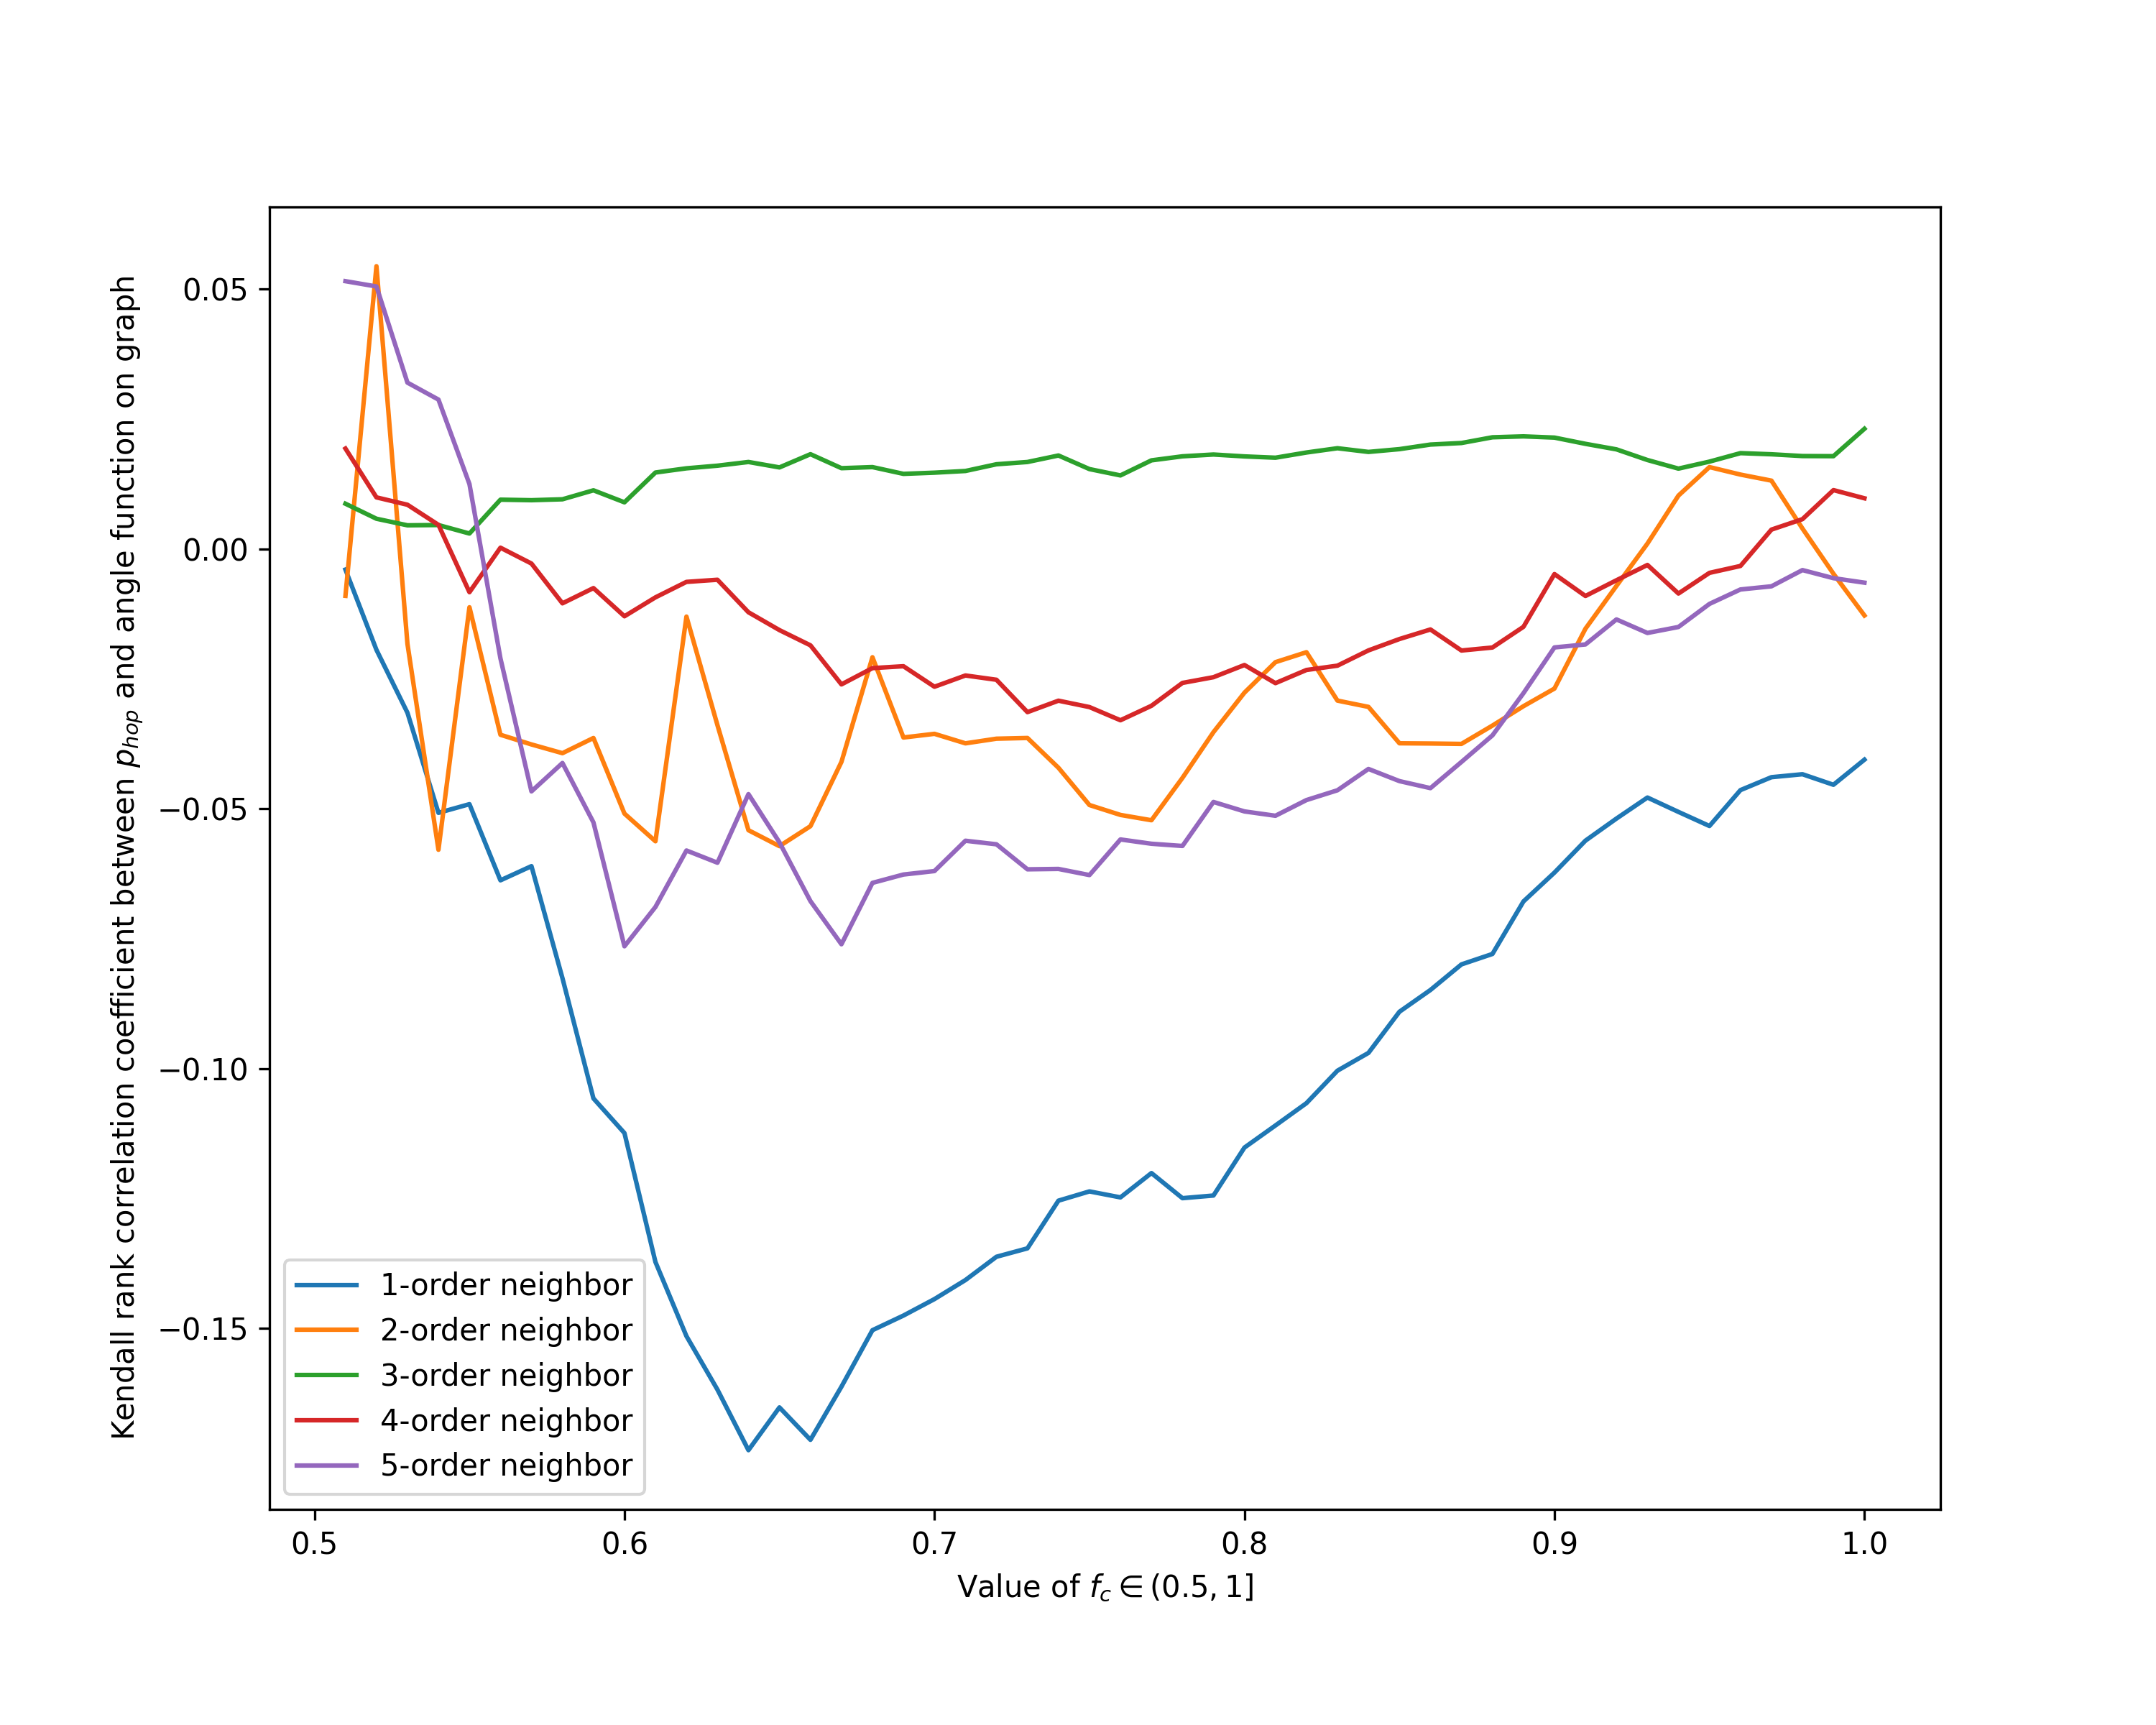 Kendall rank correlation coefficient between p_hop and angle function on graph
0.05
0.00
−0.05
−0.10
−0.15
1-order neighbor
2-order neighbor
3-order neighbor
4-order neighbor
5-order neighbor
0.5 0.6 0.7 0.8 0.9 1.0
Value of f_c ∈ (0.5, 1]